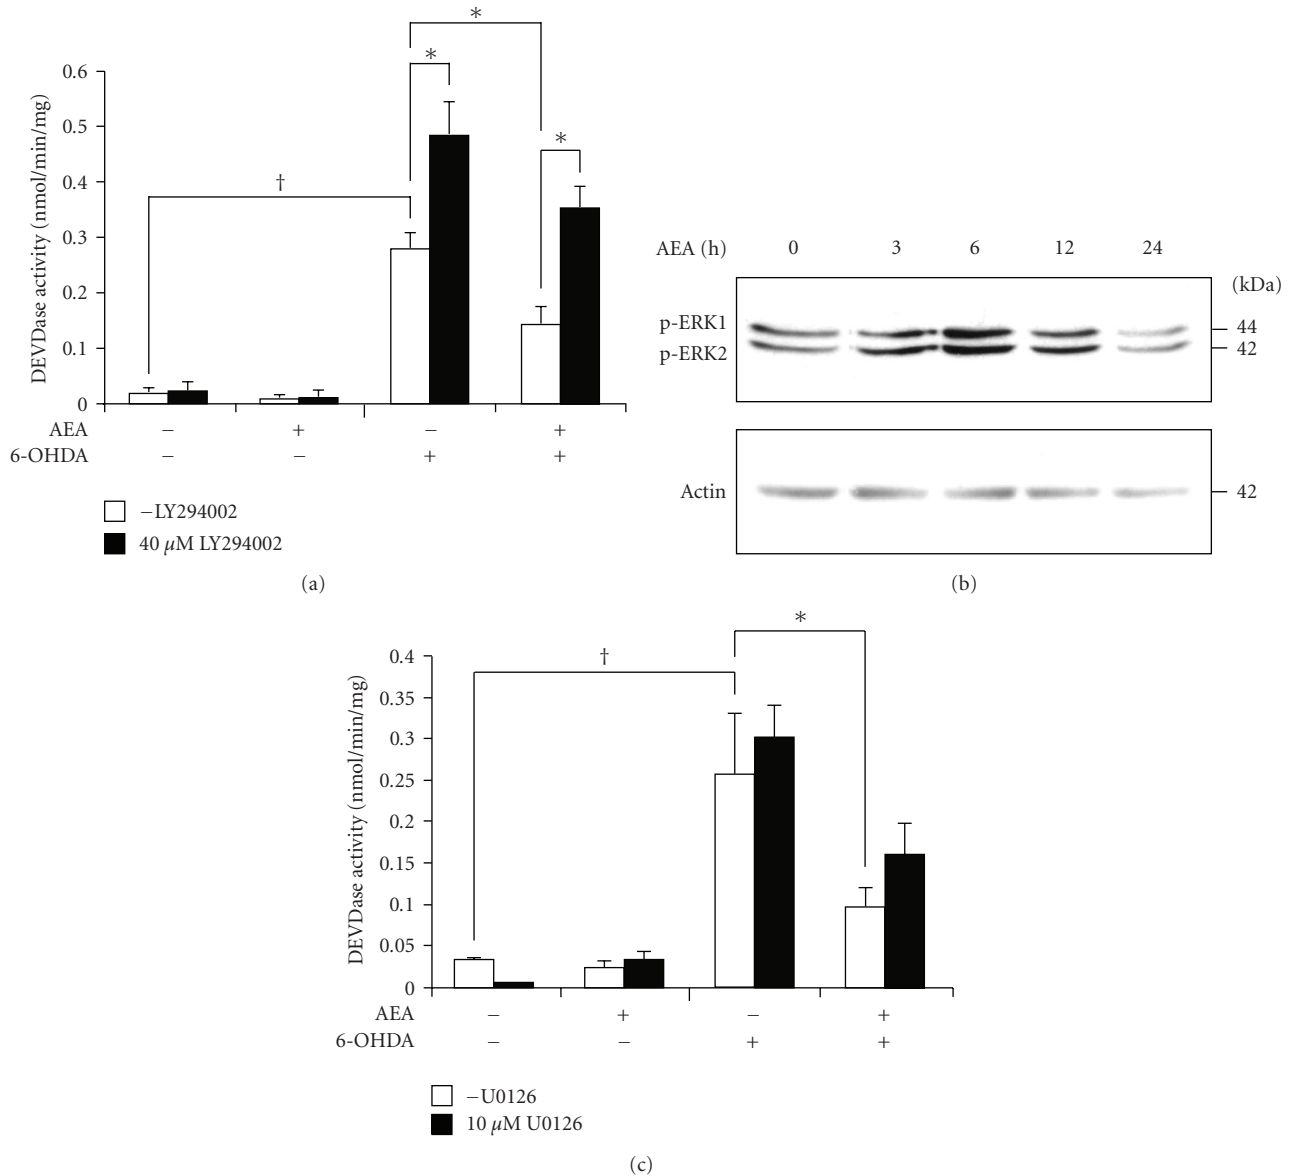 *
*
0.6
0.5
*
0.4
†
0.3
0.2
0.1
0
DEVDase activity (nmol/min/mg)
AEA − + − +
6-OHDA − − + +
−LY294002
40 µM LY294002
(a)
AEA (h) 0 3 6 12 24
(kDa)
p-ERK1 44
p-ERK2 42
Actin 42
(b)
*
0.4
†
0.35
0.3
0.25
0.2
0.15
0.1
0.05
0
DEVDase activity (nmol/min/mg)
AEA − + − +
6-OHDA − − + +
−U0126
10 µM U0126
(c)